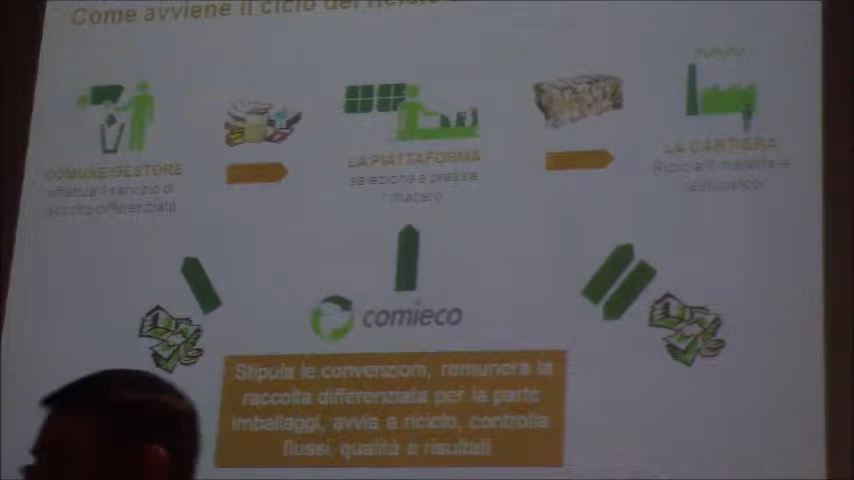 Come avviene il ciclo del riciclo
COMUNE/GESTORE
effettua il servizio di
raccolta differenziata
LA PIATTAFORMA
seleziona e pressa
il macero
LA CARTIERA
Ricicla il materiale
comieco
Stipula le convenzioni, remunera la
raccolta differenziata per la parte
imballaggi, avvia a riciclo, controlla
flussi, qualità e risultati